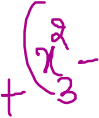 (x² -
+ 3